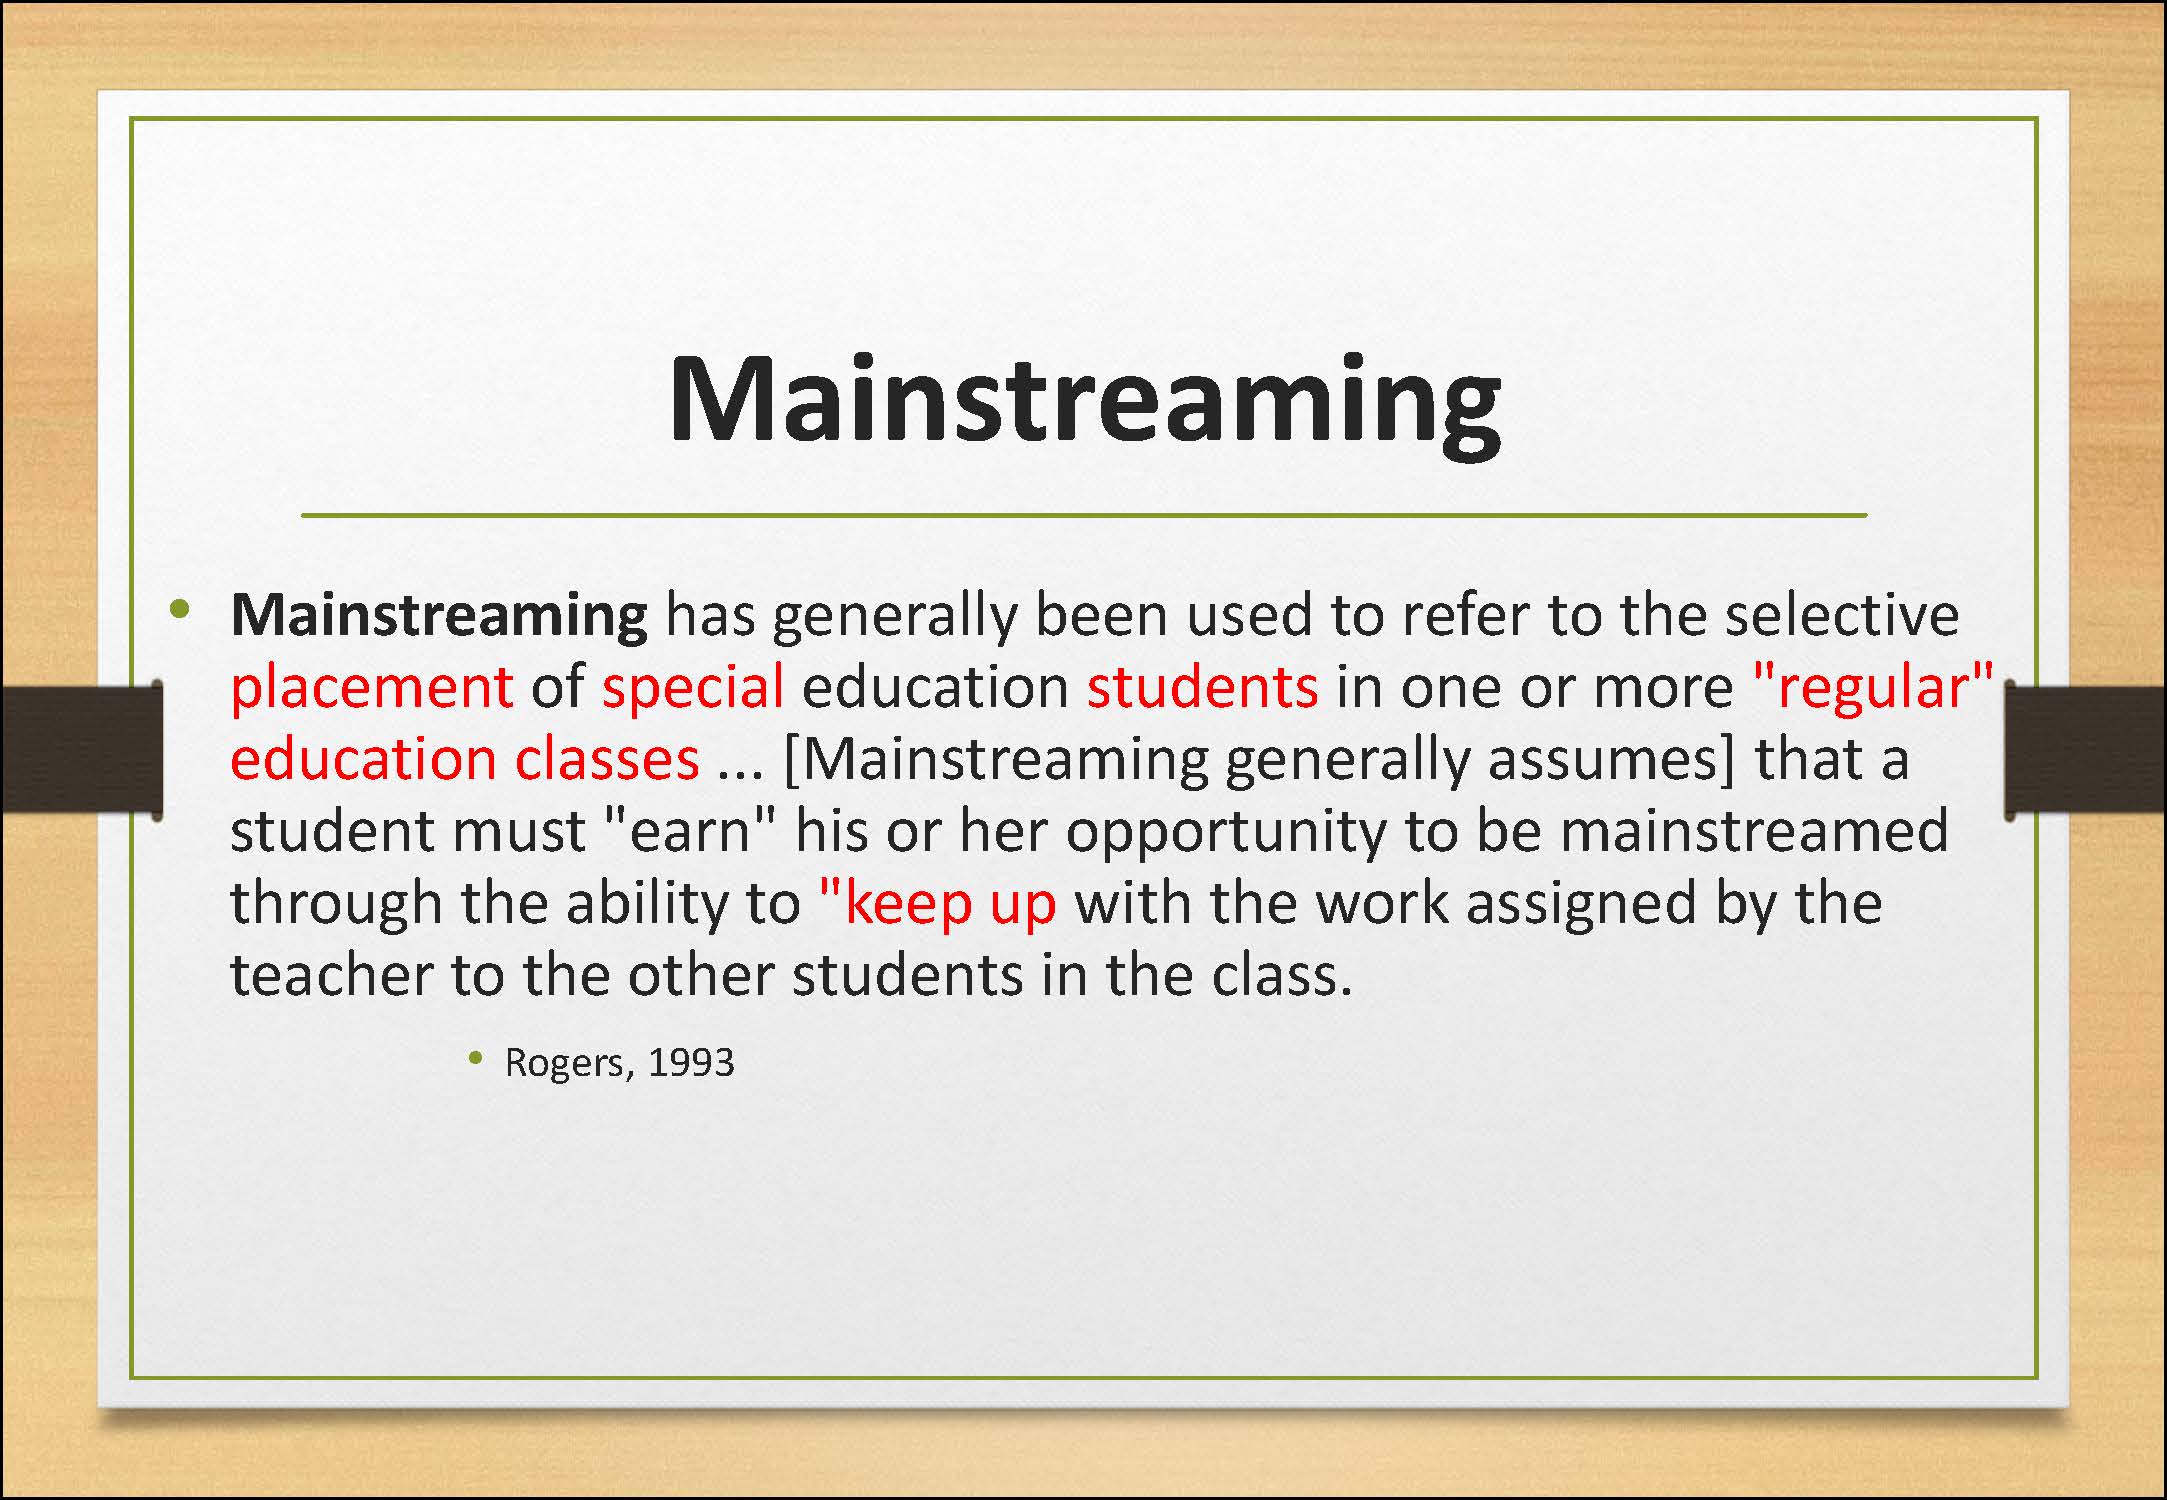 Mainstreaming
• Mainstreaming has generally been used to refer to the selective
placement of special education students in one or more "regular"
education classes ... [Mainstreaming generally assumes] that a
student must "earn" his or her opportunity to be mainstreamed
through the ability to "keep up with the work assigned by the
teacher to the other students in the class.
• Rogers, 1993